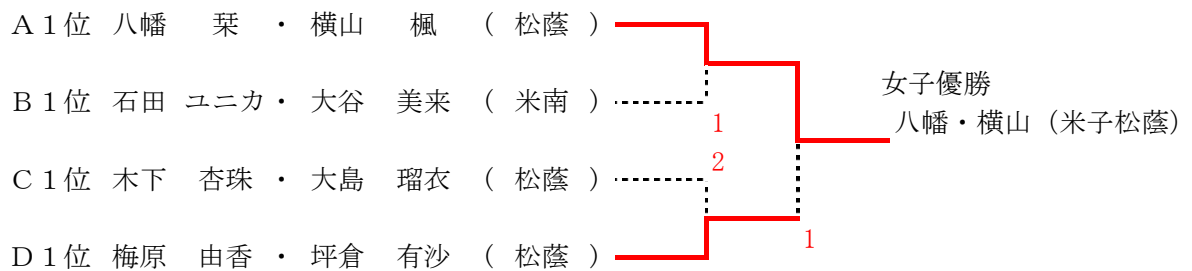 A1位 八幡 栞 ・ 横山 楓 ( 松蔭 )
女子優勝
B1位 石田 ユニカ・ 大谷 美来 ( 米南 )
1
八幡・横山(米子松蔭)
2
C1位 木下 杏珠 ・ 大島 瑠衣 ( 松蔭 )
1
D1位 梅原 由香 ・ 坪倉 有沙 ( 松蔭 )